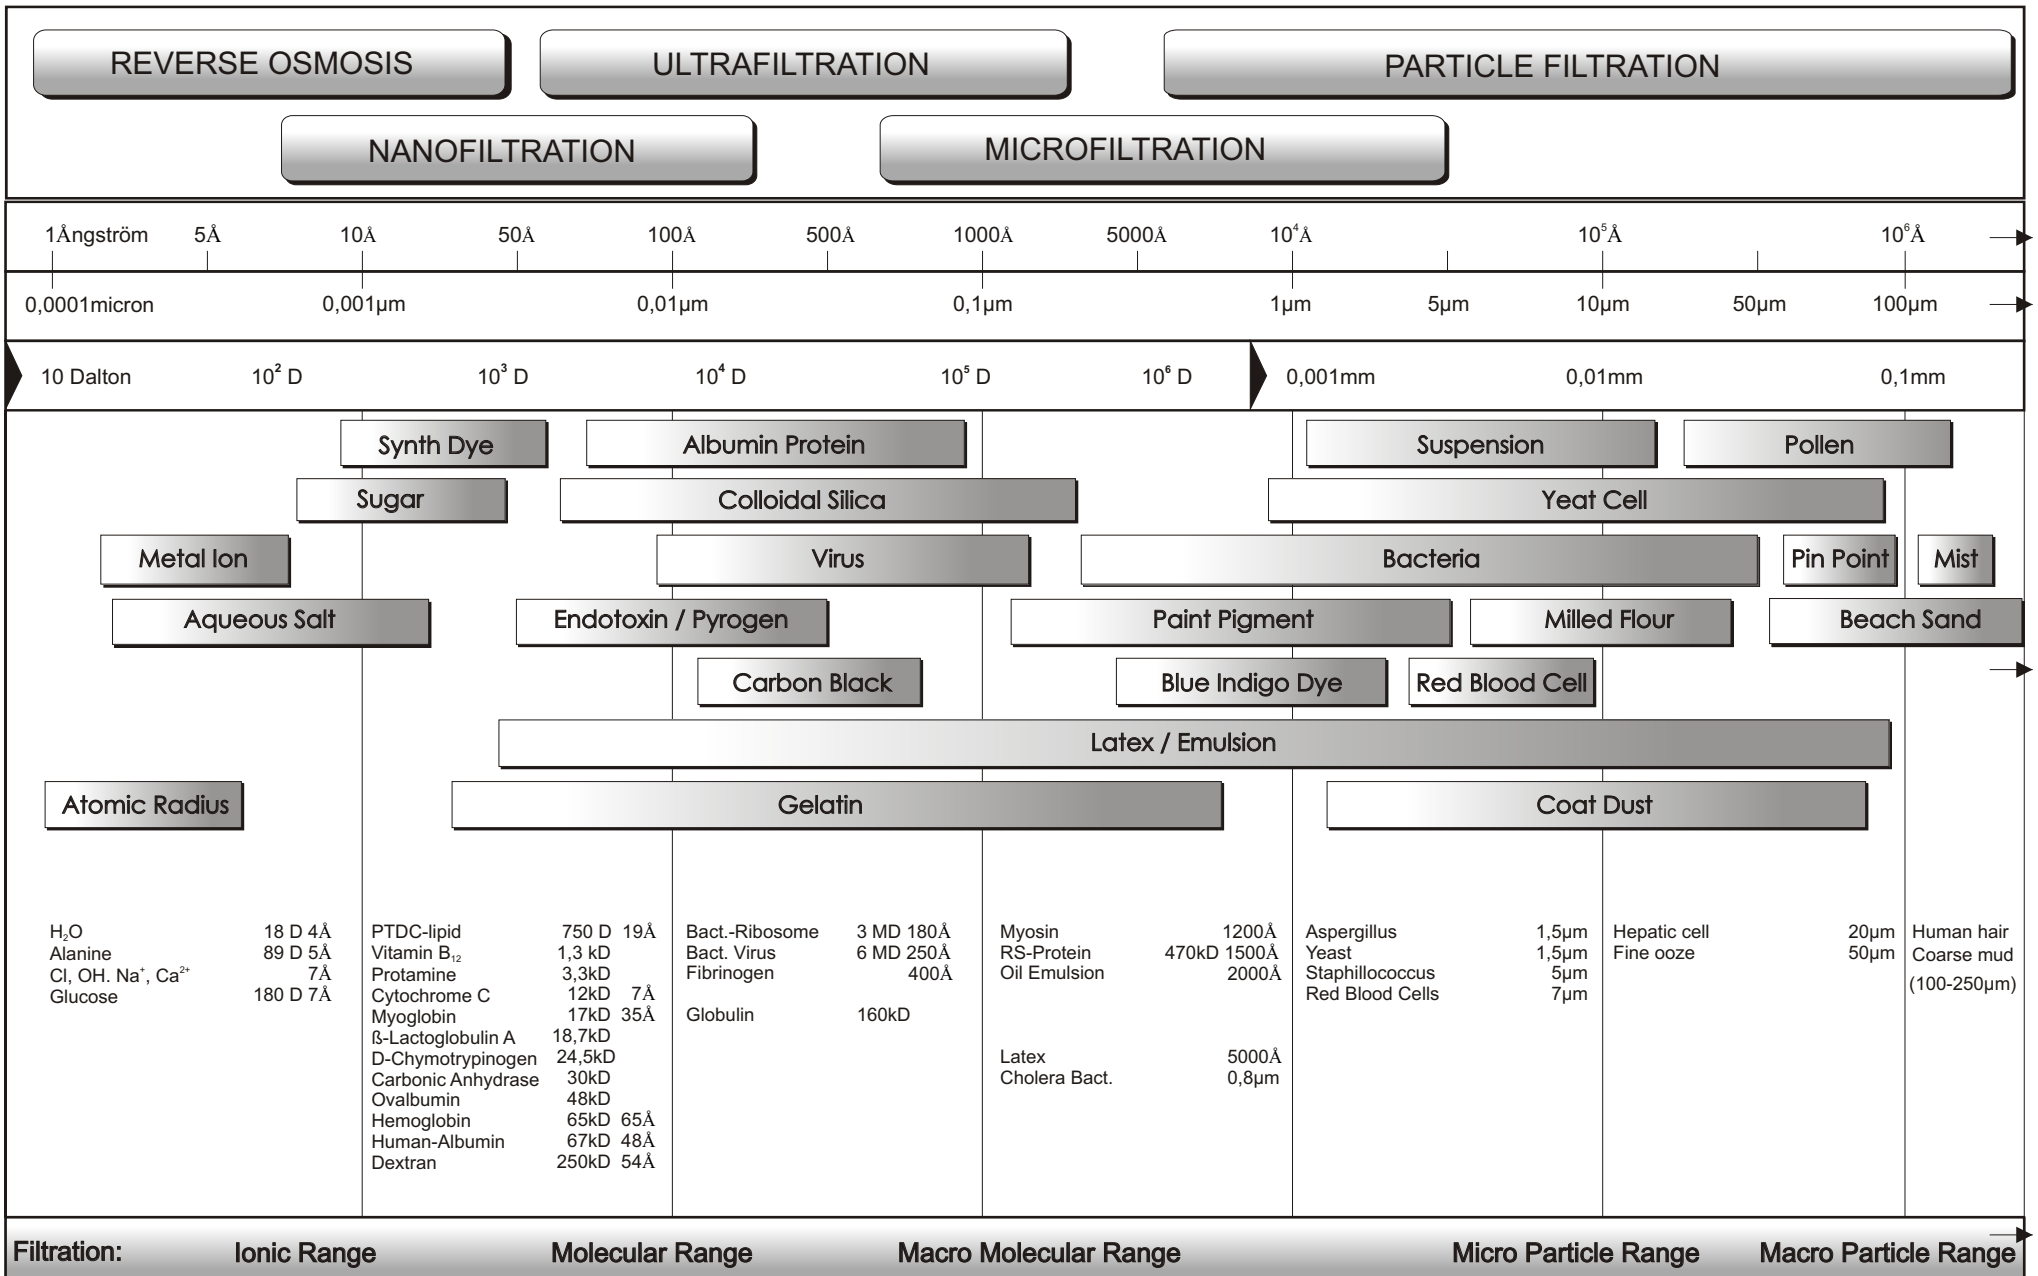 REVERSE OSMOSIS ULTRAFILTRATION PARTICLE FILTRATION
NANOFILTRATION MICROFILTRATION
1Ångström 5Å 10Å 50Å 100Å 500Å 1000Å 5000Å 10⁴Å 10⁵Å 10⁶Å
0,0001micron 0,001µm 0,01µm 0,1µm 1µm 5µm 10µm 50µm 100µm
10 Dalton 10² D 10³ D 10⁴ D 10⁵ D 10⁶ D 0,001mm 0,01mm 0,1mm
Synth Dye Albumin Protein Suspension Pollen
Sugar Colloidal Silica Yeat Cell
Metal Ion Virus Bacteria Pin Point Mist
Aqueous Salt Endotoxin / Pyrogen Paint Pigment Milled Flour Beach Sand
Carbon Black Blue Indigo Dye Red Blood Cell
Latex / Emulsion
Atomic Radius Gelatin Coat Dust
H₂O 18 D 4Å
Alanine 89 D 5Å
Cl, OH. Na⁺, Ca²⁺ 7Å
Glucose 180 D 7Å
PTDC-lipid 750 D 19Å
Vitamin B₁₂ 1,3 kD
Protamine 3,3kD
Cytochrome C 12kD 7Å
Myoglobin 17kD 35Å
ß-Lactoglobulin A 18,7kD
D-Chymotrypinogen 24,5kD
Carbonic Anhydrase 30kD
Ovalbumin 48kD
Hemoglobin 65kD 65Å
Human-Albumin 67kD 48Å
Dextran 250kD 54Å
Bact.-Ribosome 3 MD 180Å
Bact. Virus 6 MD 250Å
Fibrinogen 400Å
Globulin 160kD
Myosin 1200Å
RS-Protein 470kD 1500Å
Oil Emulsion 2000Å
Latex 5000Å
Cholera Bact. 0,8µm
Aspergillus 1,5µm
Yeast 1,5µm
Staphillococcus 5µm
Red Blood Cells 7µm
Hepatic cell 20µm
Fine ooze 50µm
Human hair
Coarse mud
(100-250µm)
Filtration: Ionic Range Molecular Range Macro Molecular Range Micro Particle Range Macro Particle Range